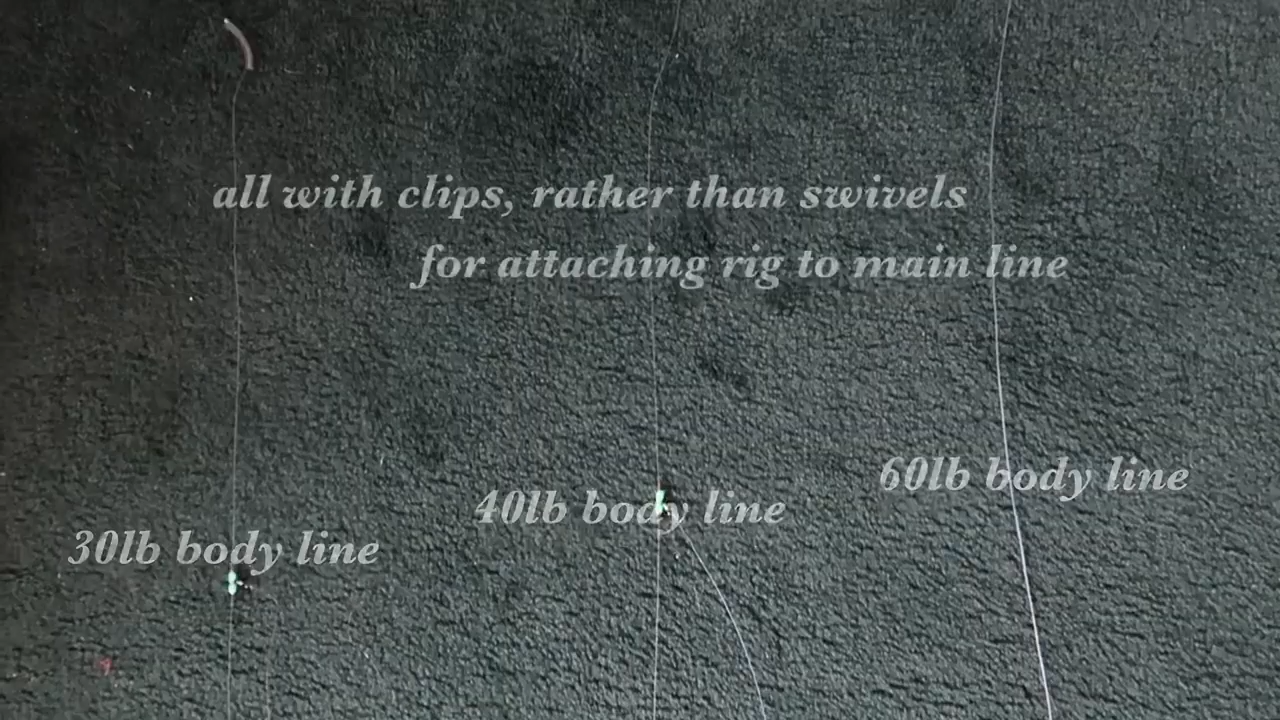 all with clips, rather than swivels
for attaching rig to main line
60lb body line
40lb body line
30lb body line